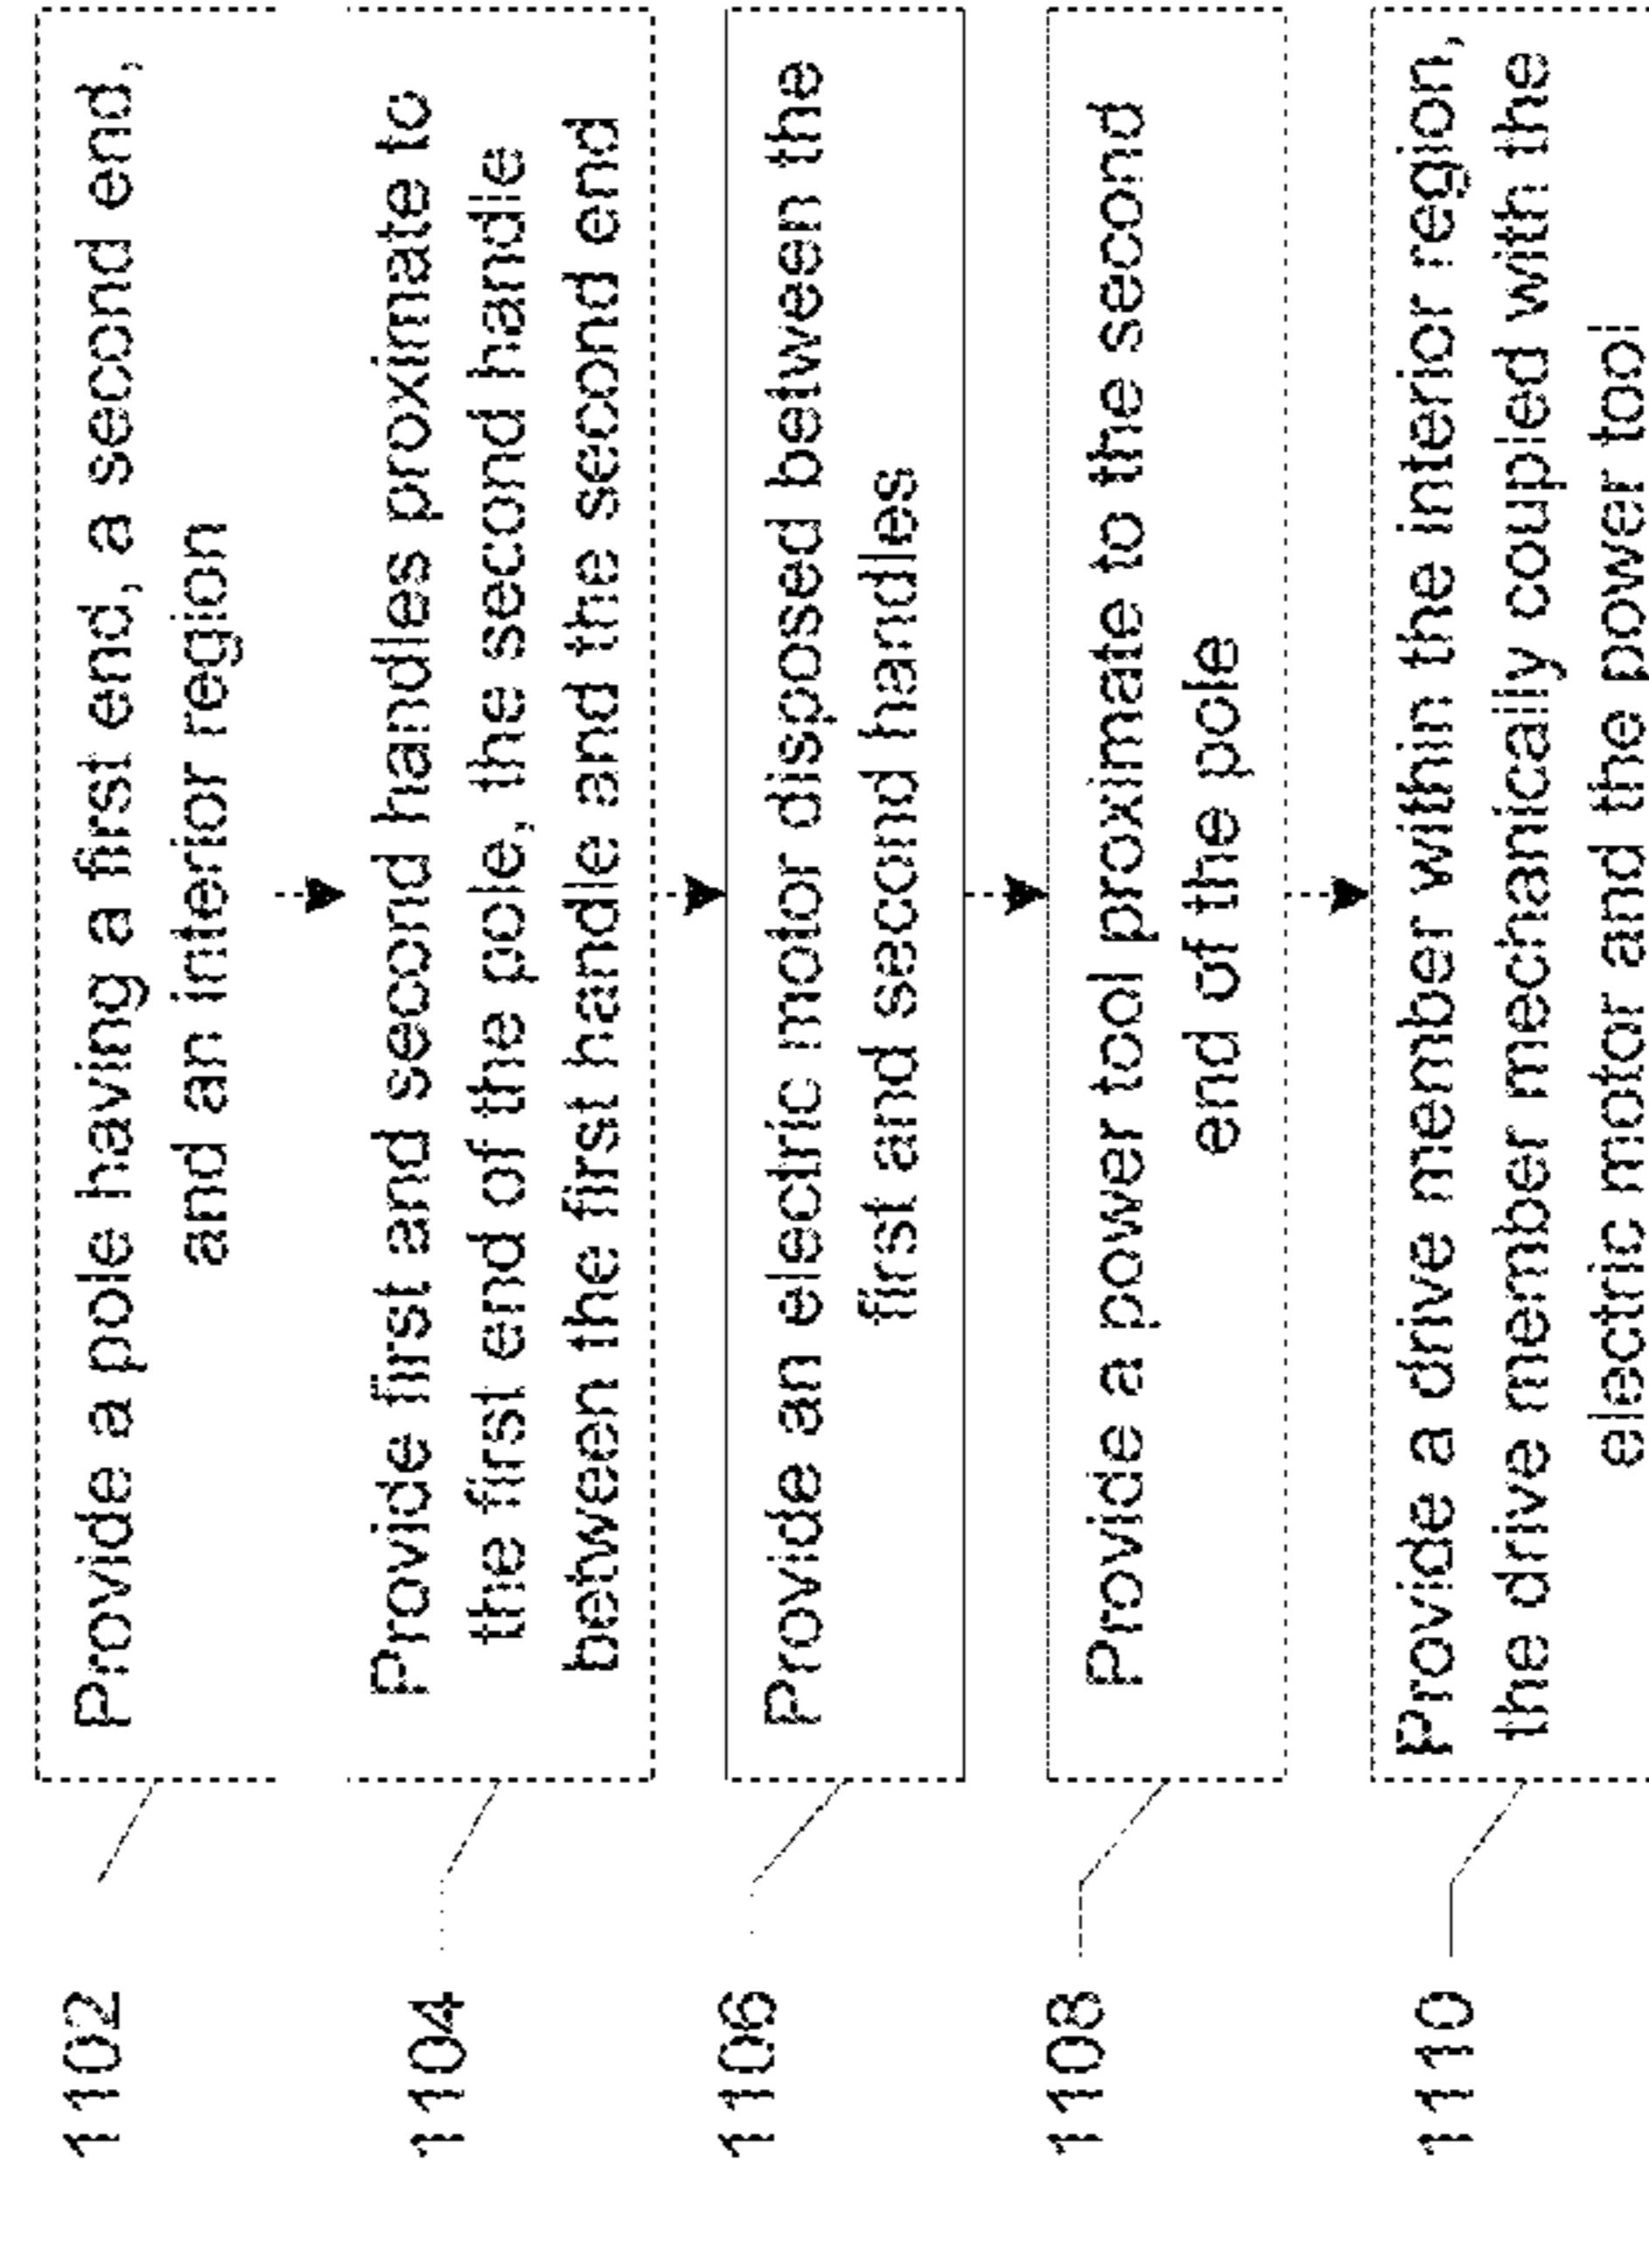 1102
Provide a pole having a first end, a second end,
and an interior region
1104
Provide first and second handles proximate to
the first end of the pole, the second handle
between the first handle and the second end
1106
Provide an electric motor disposed between the
first and second handles
1108
Provide a power tool proximate to the second
end of the pole
1110
Provide a drive member within the interior region,
the drive member mechanically coupled with the
electric motor and the power tool